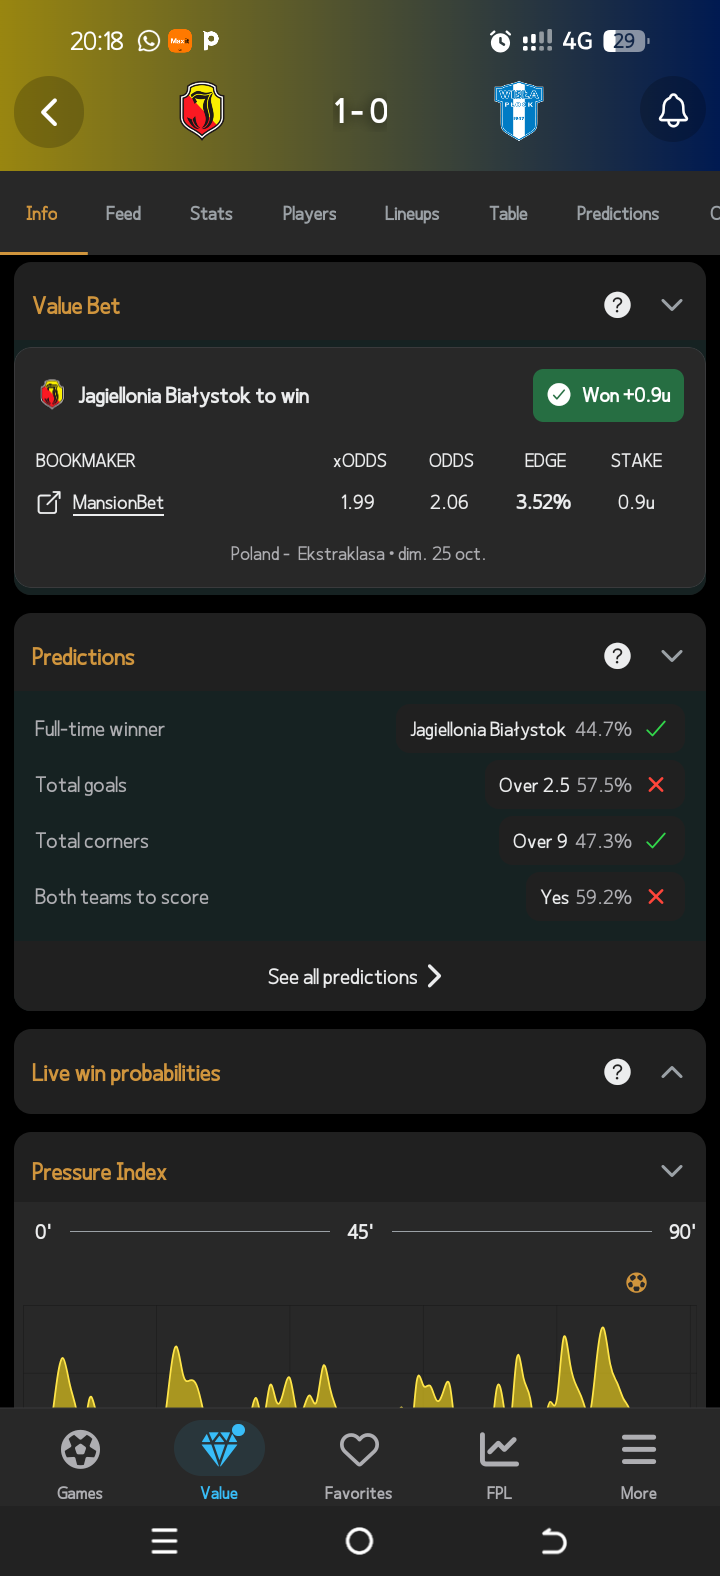 20:18 4G 29
1 - 0
WISŁA
PŁOCK
1947
Info Feed Stats Players Lineups Table Predictions
Value Bet ?
Jagiellonia Białystok to win Won +0.9u
BOOKMAKER xODDS ODDS EDGE STAKE
MansionBet 1.99 2.06 3.52% 0.9u
Poland - Ekstraklasa • dim. 25 oct.
Predictions ?
Full-time winner Jagiellonia Białystok 44.7%
Total goals Over 2.5 57.5%
Total corners Over 9 47.3%
Both teams to score Yes 59.2%
See all predictions
Live win probabilities ?
Pressure Index
0' 45' 90'
Games Value Favorites FPL More